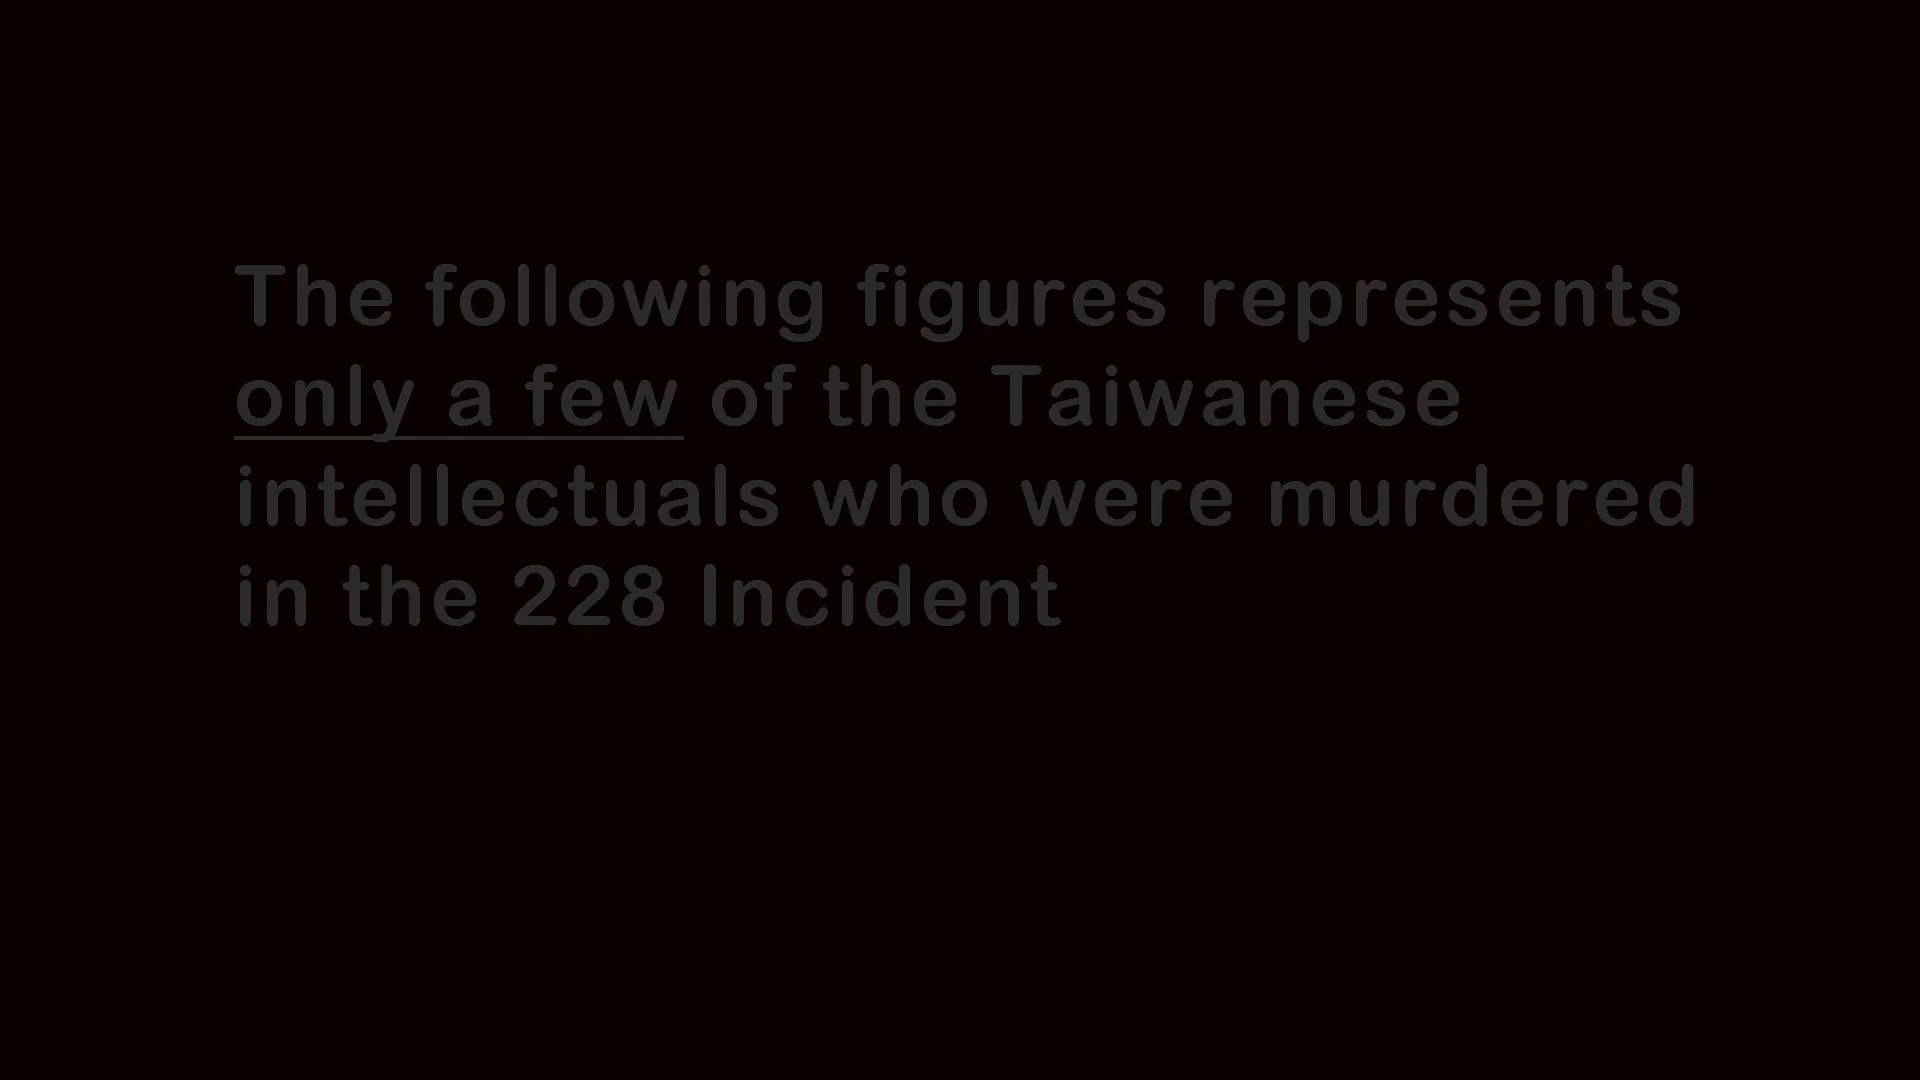 The following figures represents
only a few of the Taiwanese
intellectuals who were murdered
in the 228 Incident